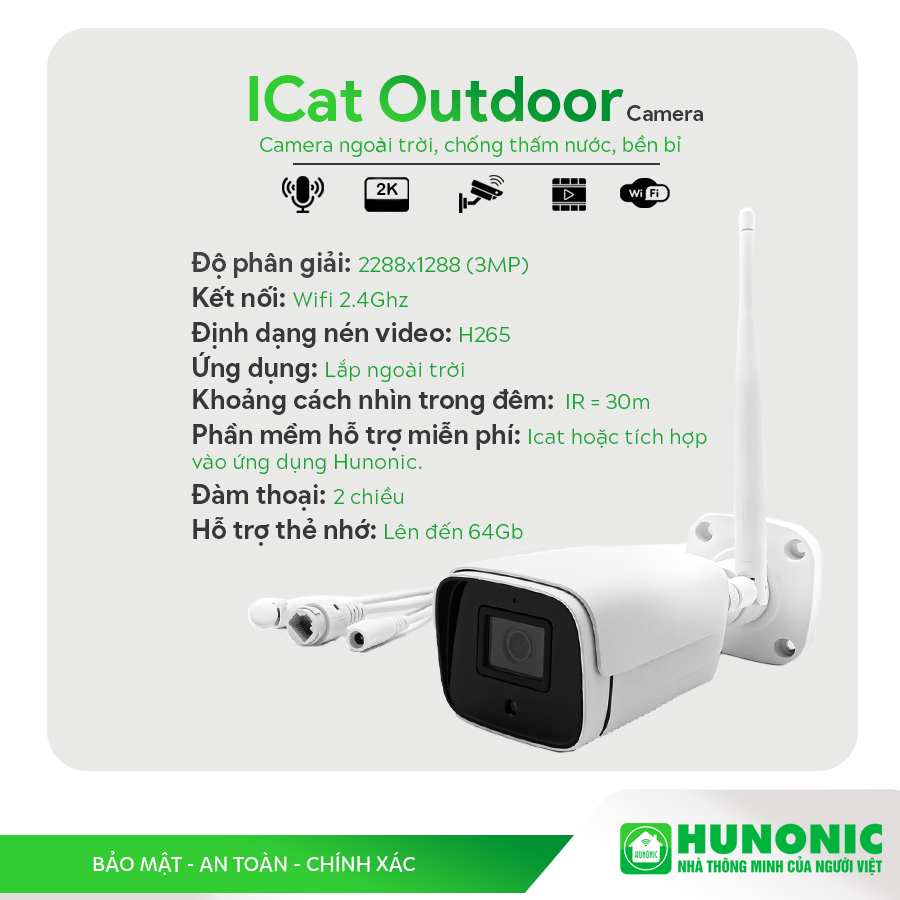 ICat Outdoor Camera
Camera ngoài trời, chống thấm nước, bền bỉ
2K
Wi Fi
Độ phân giải: 2288x1288 (3MP)
Kết nối: Wifi 2.4Ghz
Định dạng nén video: H265
Ứng dụng: Lắp ngoài trời
Khoảng cách nhìn trong đêm: IR = 30m
Phần mềm hỗ trợ miễn phí: Icat hoặc tích hợp
vào ứng dụng Hunonic.
Đàm thoại: 2 chiều
Hỗ trợ thẻ nhớ: Lên đến 64Gb
BẢO MẬT - AN TOÀN - CHÍNH XÁC
HUNONIC
HUNONIC
NHÀ THÔNG MINH CỦA NGƯỜI VIỆT